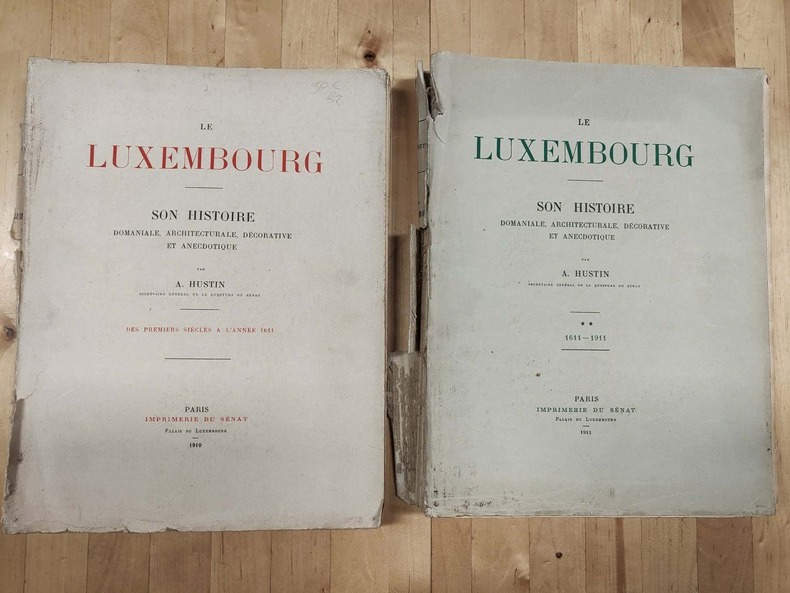 LE
LUXEMBOURG
SON HISTOIRE
DOMANIALE, ARCHITECTURALE, DÉCORATIVE
ET ANECDOTIQUE
PAR
A. HUSTIN
SECRÉTAIRE GÉNÉRAL DE LA QUESTURE DU SÉNAT
DES PREMIERS SIÈCLES A L'ANNÉE 1611
PARIS
IMPRIMERIE DU SÉNAT
PALAIS DU LUXEMBOURG
1910
LE
LUXEMBOURG
SON HISTOIRE
DOMANIALE, ARCHITECTURALE, DÉCORATIVE
ET ANECDOTIQUE
PAR
A. HUSTIN
SECRÉTAIRE GÉNÉRAL DE LA QUESTURE DU SÉNAT
★★
1611—1911
PARIS
IMPRIMERIE DU SÉNAT
PALAIS DU LUXEMBOURG
1911